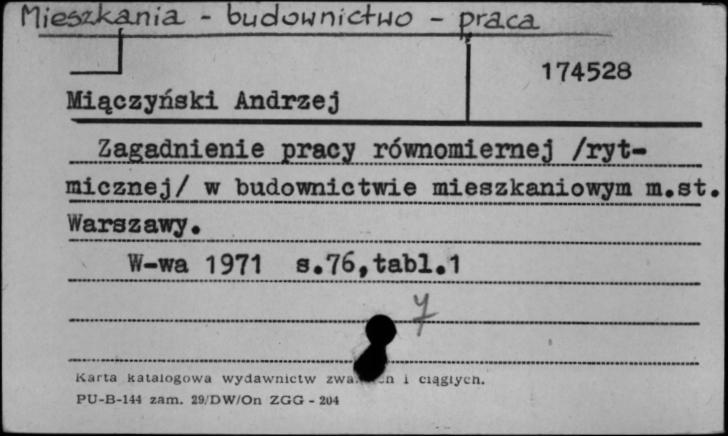 Mieszkania - budownictwo - praca
174528
Miączyński Andrzej
Zagadnienie pracy równomiernej /ryt-
micznej/ w budownictwie mieszkaniowym m.st.
Warszawy.
W-wa 1971 s.76,tabl.1
Karta katalogowa wydawnictw i ciągłych.
PU-B-144 zam. 29/DW/On ZGG - 204